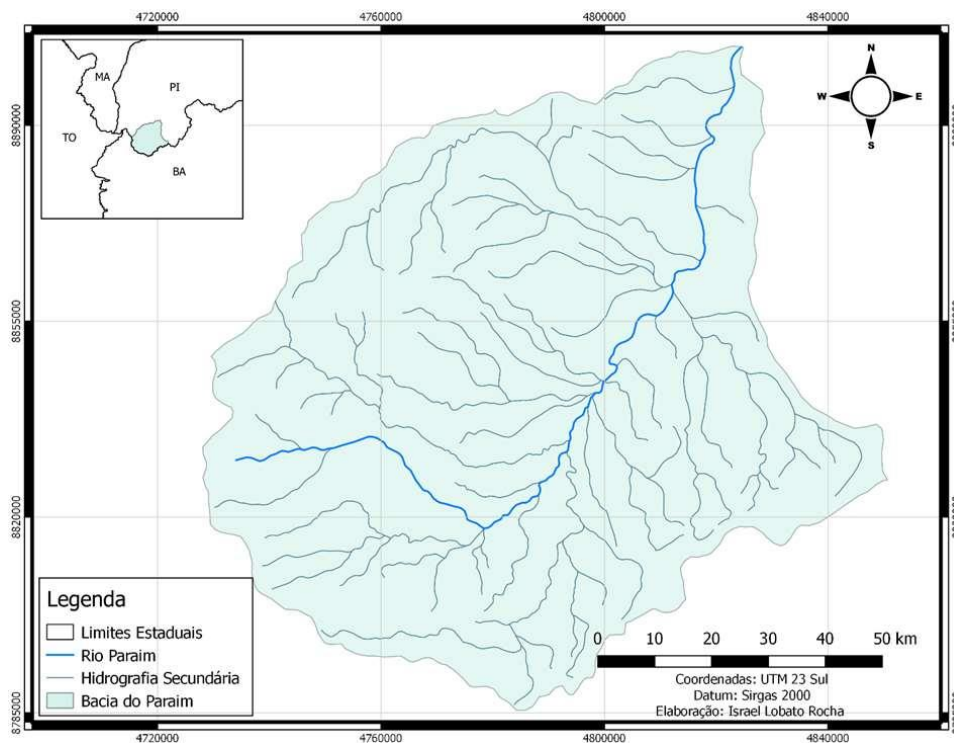 4720000 4760000 4800000 4840000
MA
PI
TO
BA
N
W E
S
8890000
8855000
8820000
8785000
Legenda
Limites Estaduais
Rio Paraim
Hidrografia Secundária
Bacia do Paraim
0 10 20 30 40 50 km
Coordenadas: UTM 23 Sul
Datum: Sirgas 2000
Elaboração: Israel Lobato Rocha
4720000 4760000 4800000 4840000